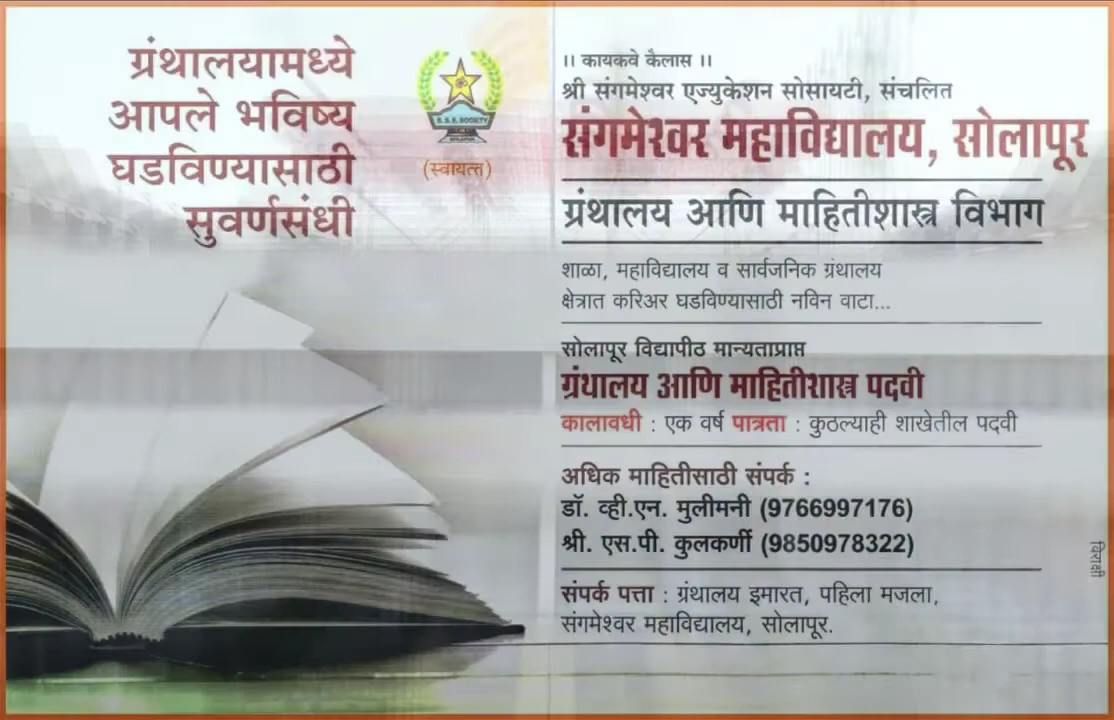 ग्रंथालयामध्ये
आपले भविष्य
घडविण्यासाठी
सुवर्णसंधी
S. S. E. SOCIETY
(स्वायत्त)
।। कायकवे कैलास ।।
श्री संगमेश्वर एज्युकेशन सोसायटी, संचलित
संगमेश्वर महाविद्यालय, सोलापूर
ग्रंथालय आणि माहितीशास्त्र विभाग
शाळा, महाविद्यालय व सार्वजनिक ग्रंथालय
क्षेत्रात करिअर घडविण्यासाठी नविन वाटा...
सोलापूर विद्यापीठ मान्यताप्राप्त
ग्रंथालय आणि माहितीशास्त्र पदवी
कालावधी : एक वर्ष पात्रता : कुठल्याही शाखेतील पदवी
अधिक माहितीसाठी संपर्क :
डॉ. व्ही.एन. मुलीमनी (9766997176)
श्री. एस.पी. कुलकर्णी (9850978322)
संपर्क पत्ता : ग्रंथालय इमारत, पहिला मजला,
संगमेश्वर महाविद्यालय, सोलापूर.